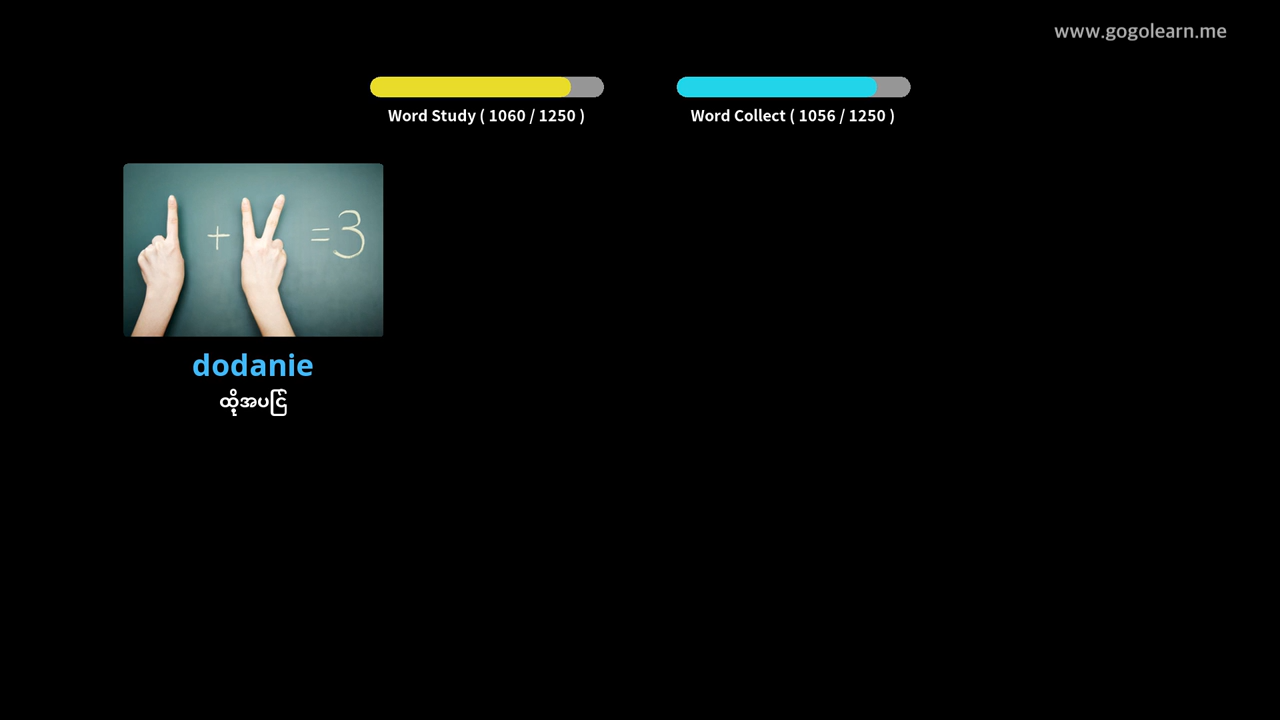 www.gogolearn.me
Word Study ( 1060 / 1250 )
Word Collect ( 1056 / 1250 )
+ =3
dodanie
ထို့အပြင်